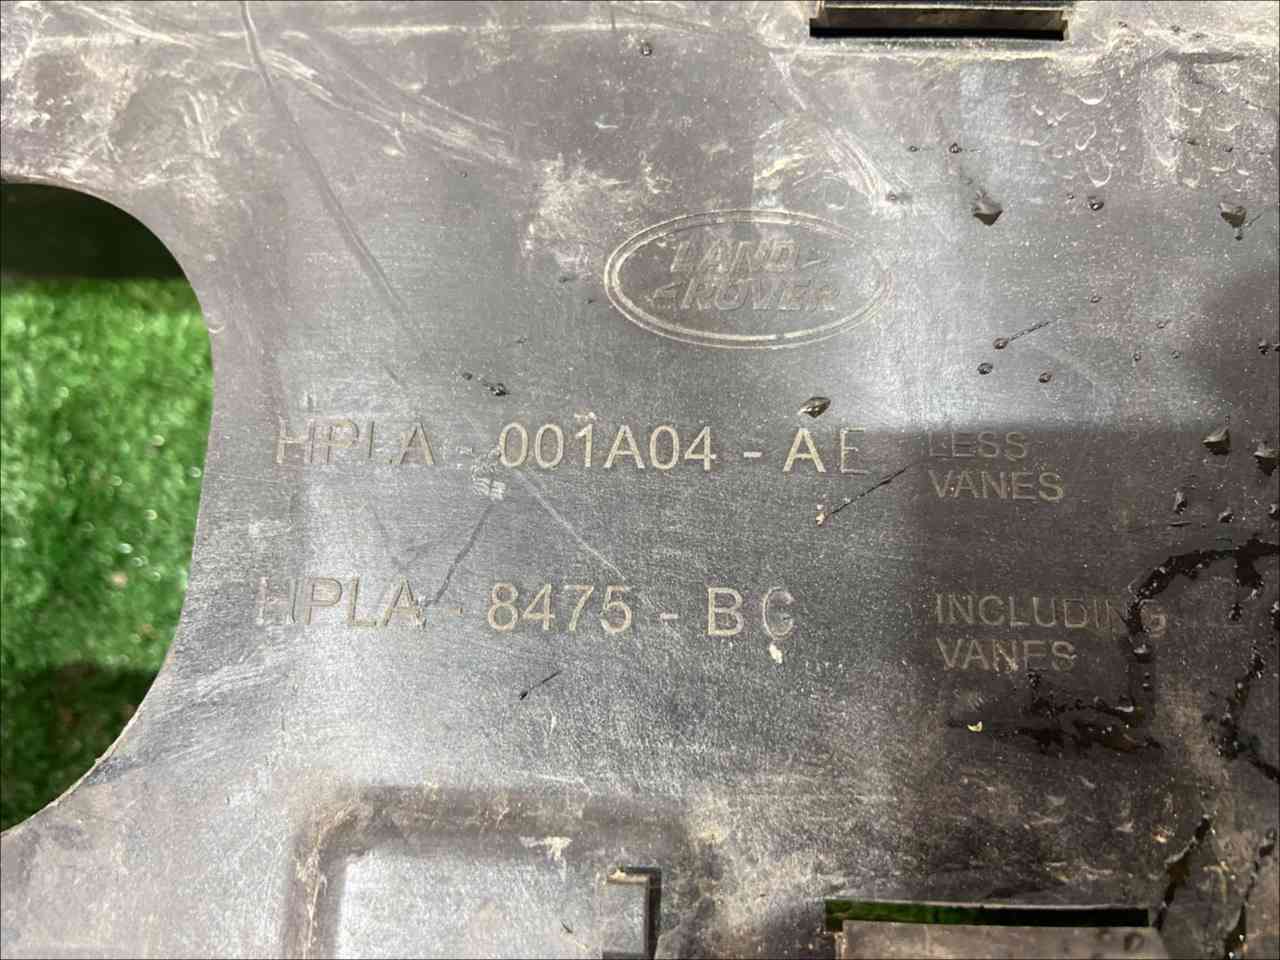 LAND-
ROVER
HPLA - 001A04 - AE LESS VANES
HPLA - 8475 - BC INCLUDING VANES